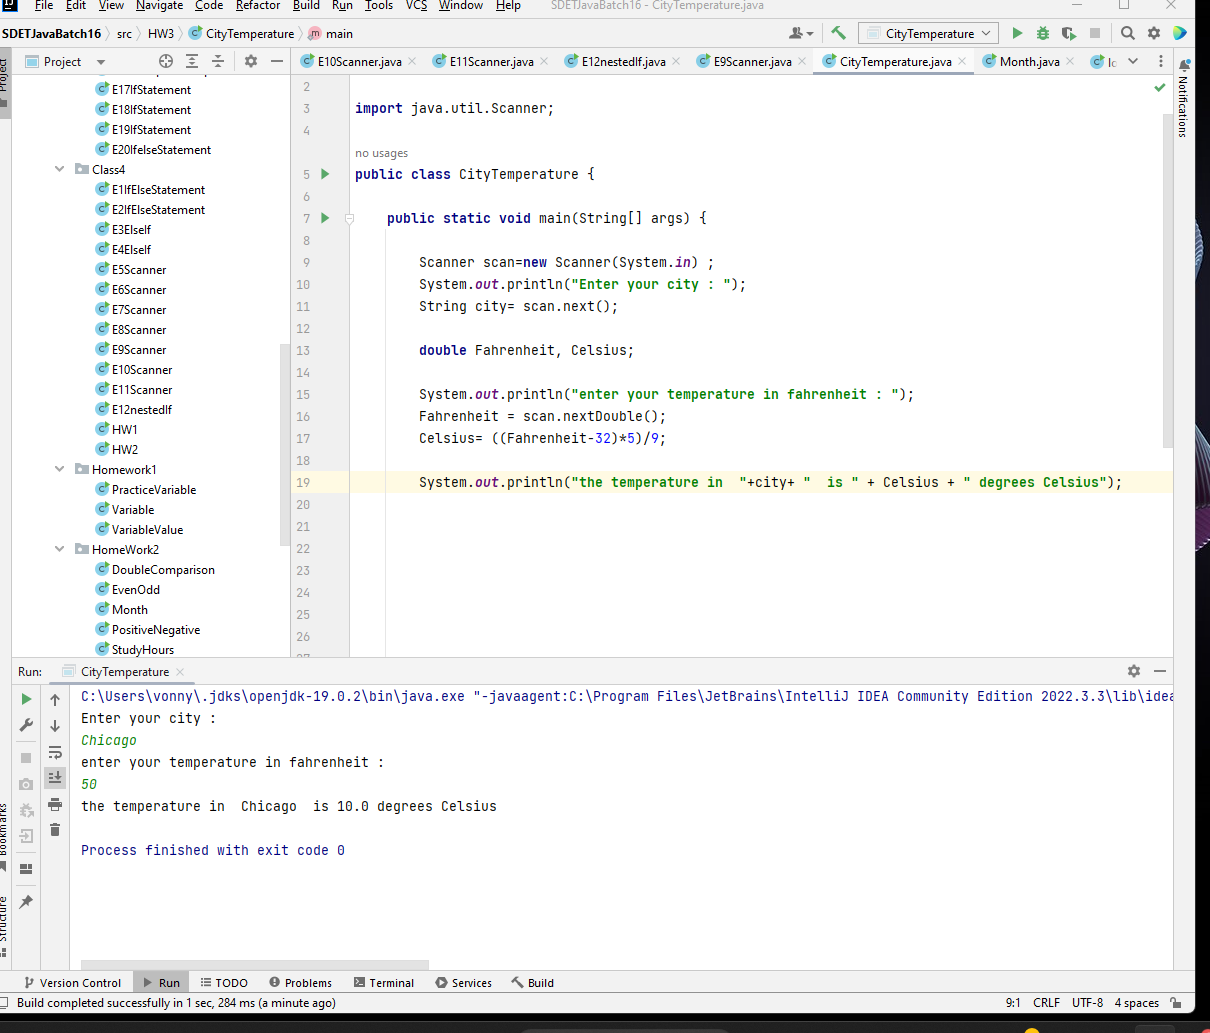 File Edit View Navigate Code Refactor Build Run Tools VCS Window Help SDETJavaBatch16 - CityTemperature.java
SDETJavaBatch16 src HW3 CityTemperature main CityTemperature
Project
E10Scanner.java E11Scanner.java E12nestedIf.java E9Scanner.java CityTemperature.java Month.java
Project
Notifications
E17IfStatement
E18IfStatement
E19IfStatement
E20IfelseStatement
Class4
E1IfElseStatement
E2IfElseStatement
E3ElseIf
E4ElseIf
E5Scanner
E6Scanner
E7Scanner
E8Scanner
E9Scanner
E10Scanner
E11Scanner
E12nestedIf
HW1
HW2
Homework1
PracticeVariable
Variable
VariableValue
HomeWork2
DoubleComparison
EvenOdd
Month
PositiveNegative
StudyHours
2
3 import java.util.Scanner;
4
no usages
5 public class CityTemperature {
6
7 public static void main(String[] args) {
8
9 Scanner scan=new Scanner(System.in) ;
10 System.out.println("Enter your city : ");
11 String city= scan.next();
12
13 double Fahrenheit, Celsius;
14
15 System.out.println("enter your temperature in fahrenheit : ");
16 Fahrenheit = scan.nextDouble();
17 Celsius= ((Fahrenheit-32)*5)/9;
18
19 System.out.println("the temperature in  "+city+ "  is " + Celsius + " degrees Celsius");
20
21
22
23
24
25
26
Run: CityTemperature
C:\Users\vonny\.jdks\openjdk-19.0.2\bin\java.exe "-javaagent:C:\Program Files\JetBrains\IntelliJ IDEA Community Edition 2022.3.3\lib\idea
Enter your city :
Chicago
enter your temperature in fahrenheit :
50
the temperature in  Chicago  is 10.0 degrees Celsius
Process finished with exit code 0
Bookmarks
Structure
Version Control Run TODO Problems Terminal Services Build
Build completed successfully in 1 sec, 284 ms (a minute ago) 9:1 CRLF UTF-8 4 spaces